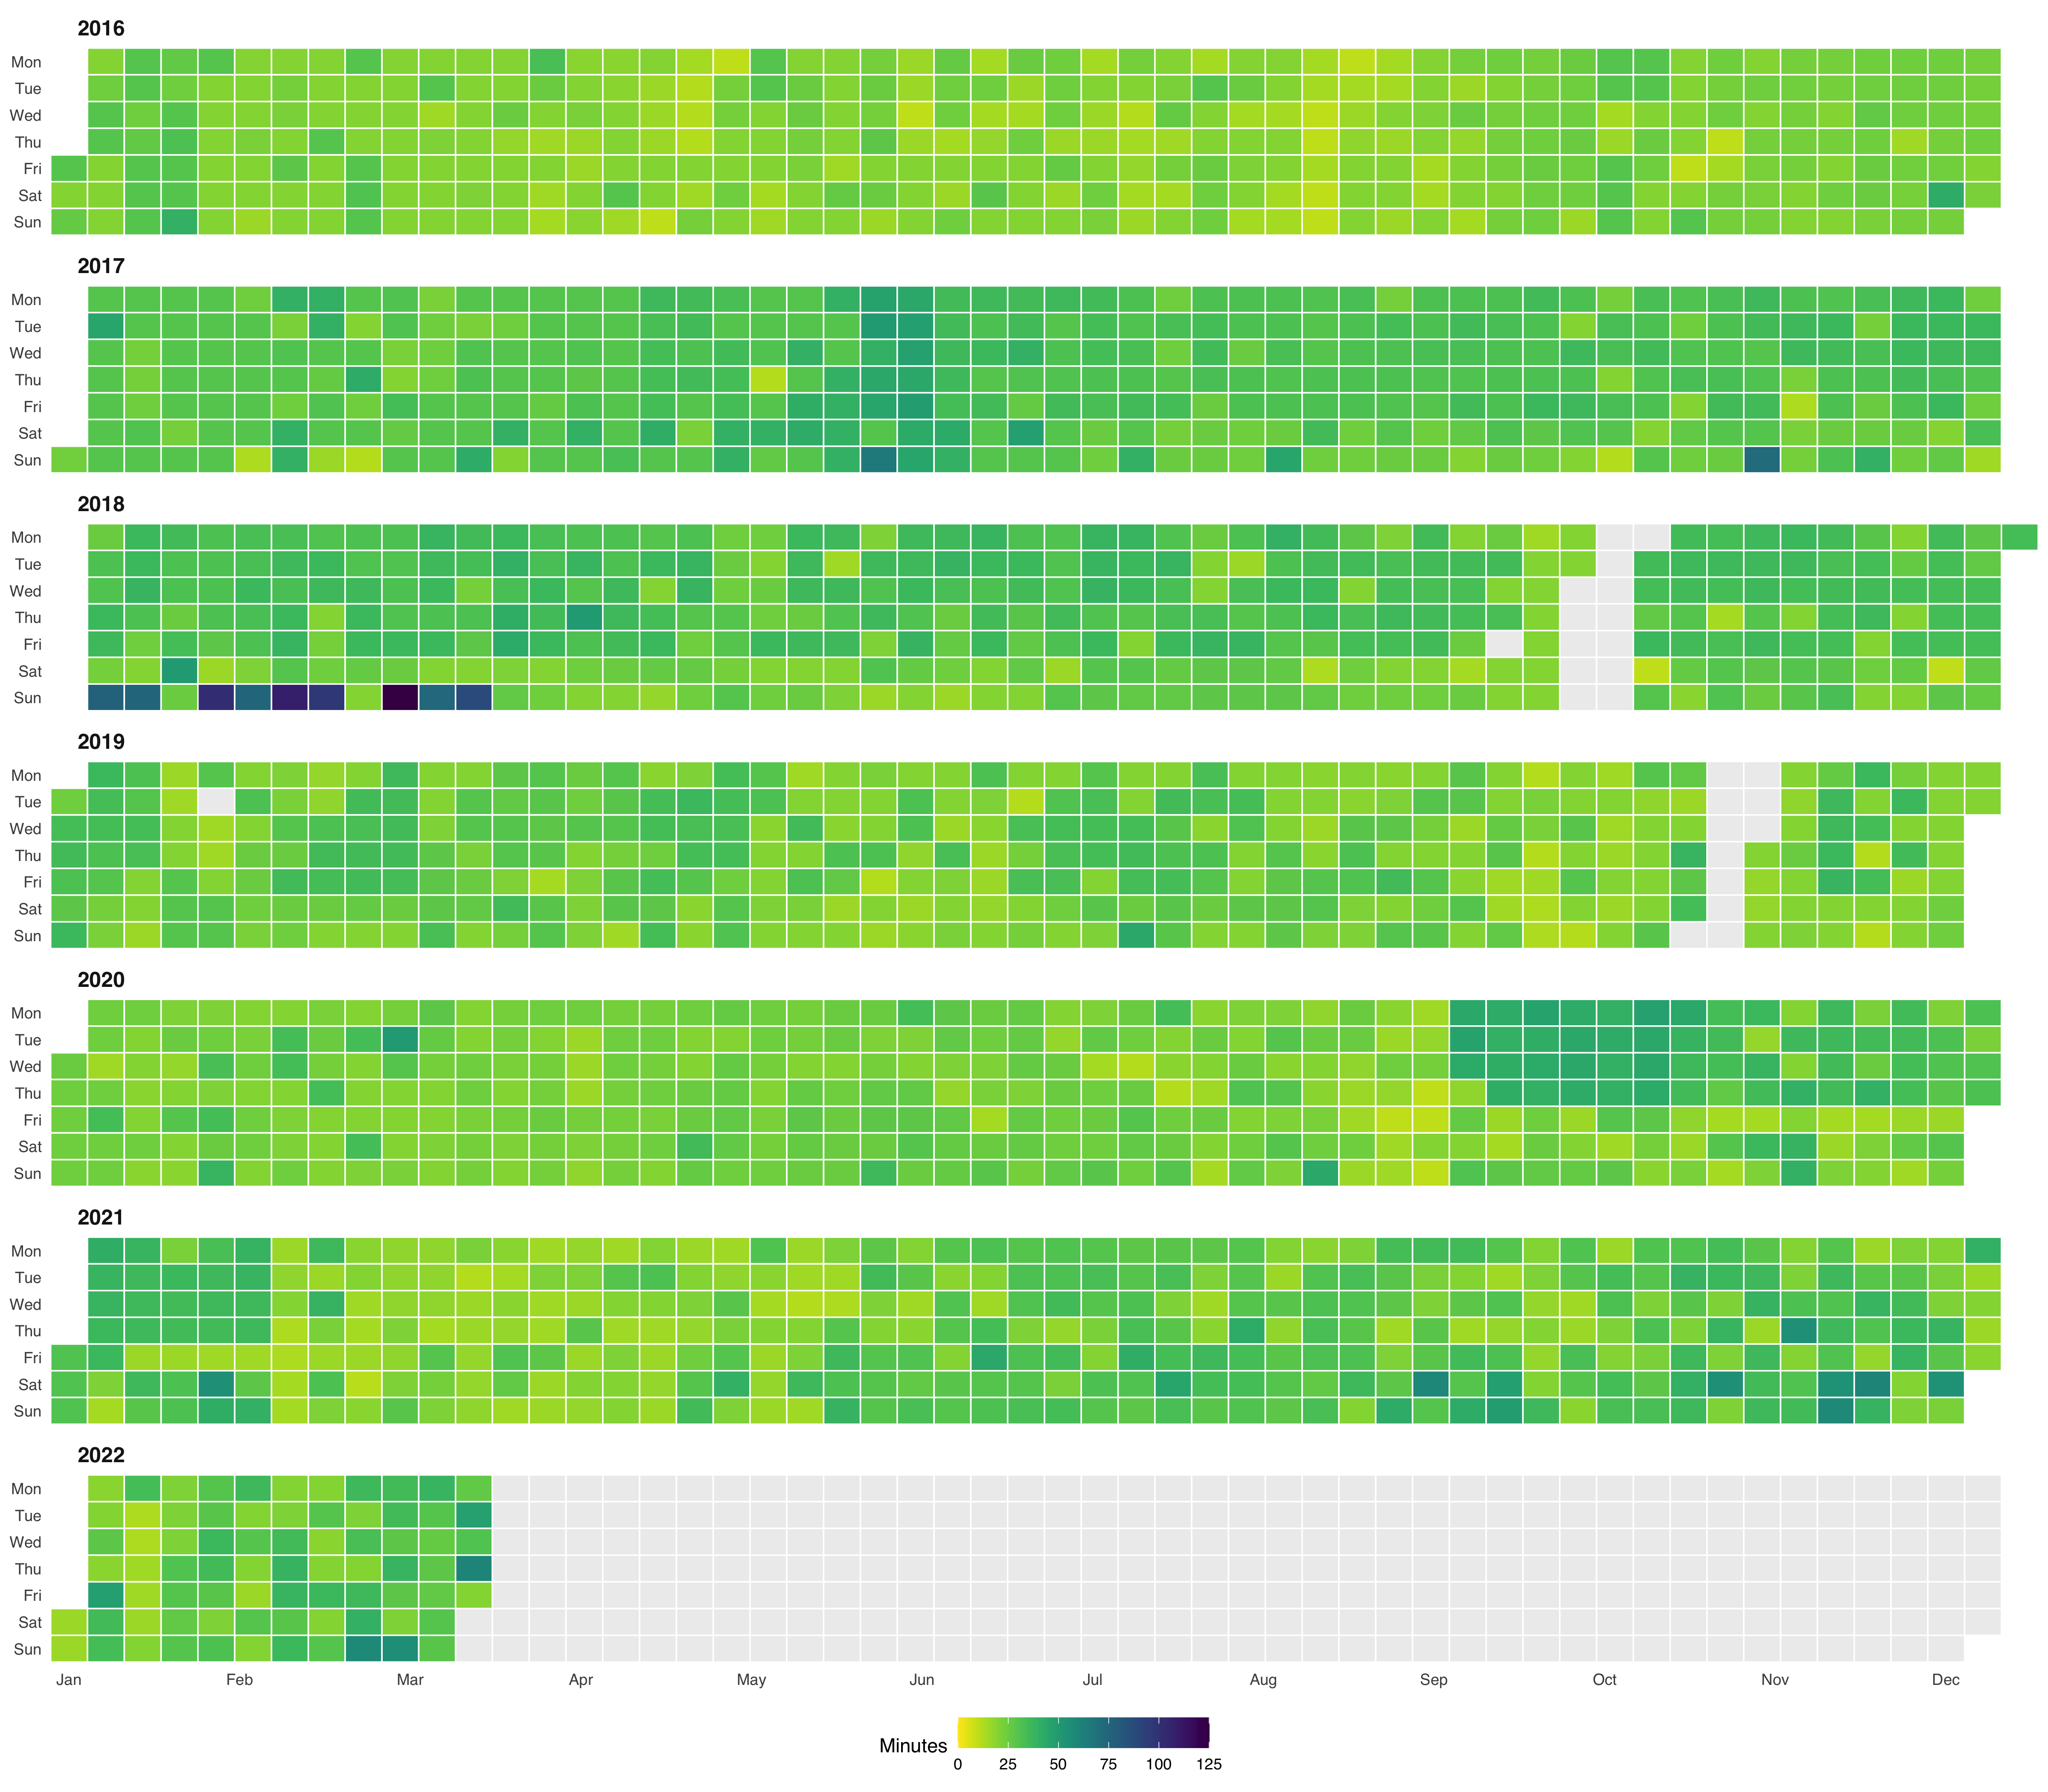 2016
Mon
Tue
Wed
Thu
Fri
Sat
Sun
2017
Mon
Tue
Wed
Thu
Fri
Sat
Sun
2018
Mon
Tue
Wed
Thu
Fri
Sat
Sun
2019
Mon
Tue
Wed
Thu
Fri
Sat
Sun
2020
Mon
Tue
Wed
Thu
Fri
Sat
Sun
2021
Mon
Tue
Wed
Thu
Fri
Sat
Sun
2022
Mon
Tue
Wed
Thu
Fri
Sat
Sun
Jan Feb Mar Apr May Jun Jul Aug Sep Oct Nov Dec
Minutes
0 25 50 75 100 125